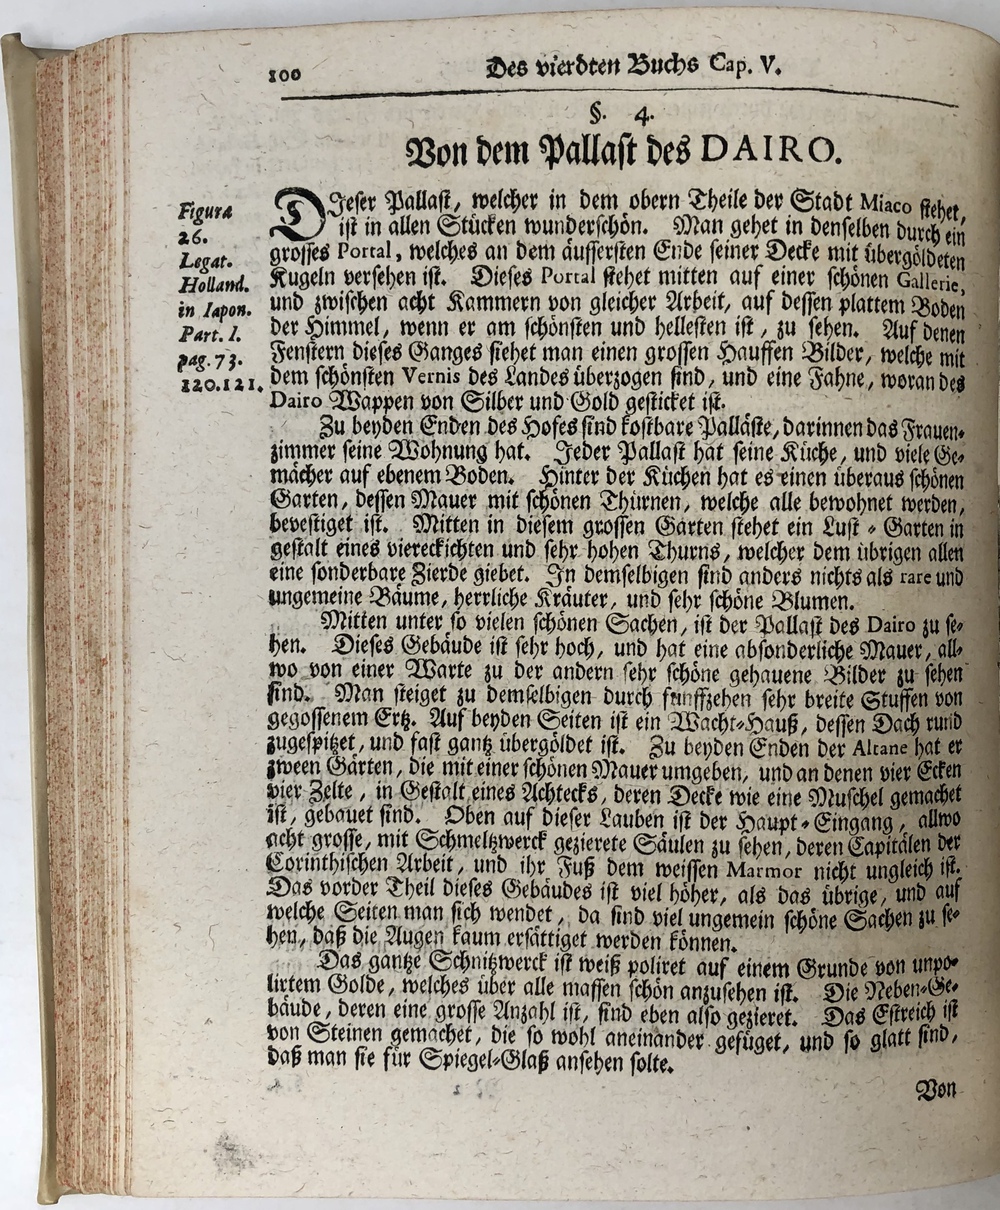 100
Des vierdten Buchs Cap. V.
§. 4.
Von dem Pallast des DAIRO.
Figura
26.
Legat.
Holland.
in Iapon.
Part. I.
pag. 73.
120.121.
DJeser Pallast, welcher in dem obern Theile der Stadt Miaco stehet,
ist in allen Stücken wunderschön. Man gehet in denselben durch ein
grosses Portal, welches an dem äussersten Ende seiner Decke mit übergöldeten
Kugeln versehen ist. Dieses Portal stehet mitten auf einer schönen Gallerie,
und zwischen acht Kammern von gleicher Arbeit, auf dessen plattem Boden
der Himmel, wenn er am schönsten und hellesten ist, zu sehen. Auf denen
Fenstern dieses Ganges siehet man einen grossen Hauffen Bilder, welche mit
dem schönsten Vernis des Landes überzogen sind, und eine Fahne, woran des
Dairo Wappen von Silber und Gold gesticket ist.
Zu beyden Enden des Hofes sind kostbare Palläste, darinnen das Frauen-
zimmer seine Wohnung hat. Jeder Pallast hat seine Küche, und viele Ge-
mächer auf ebenem Boden. Hinter der Küchen hat es einen überaus schönen
Garten, dessen Mauer mit schönen Thürnen, welche alle bewohnet werden,
bevestiget ist. Mitten in diesem grossen Garten stehet ein Lust-Garten in
gestalt eines viereckichten und sehr hohen Thurns, welcher dem übrigen allen
eine sonderbare Zierde giebet. In demselbigen sind anders nichts als rare und
ungemeine Bäume, herrliche Kräuter, und sehr schöne Blumen.
Mitten unter so vielen schönen Sachen, ist der Pallast des Dairo zu se-
hen. Dieses Gebäude ist sehr hoch, und hat eine absonderliche Mauer, all-
wo von einer Warte zu der andern sehr schöne gehauene Bilder zu sehen
sind. Man steiget zu demselbigen durch funffzehen sehr breite Stuffen von
gegossenem Ertz. Auf beyden Seiten ist ein Wacht-Hauß, dessen Dach rund
zugespitzet, und fast gantz übergöldet ist. Zu beyden Enden der Altane hat er
zween Gärten, die mit einer schönen Mauer umgeben, und an denen vier Ecken
vier Zelte, in Gestalt eines Achtecks, deren Decke wie eine Muschel gemachet
ist, gebauet sind. Oben auf dieser Lauben ist der Haupt-Eingang, allwo
acht grosse, mit Schmeltzwerck gezierete Säulen zu sehen, deren Capitälen der
Corinthischen Arbeit, und ihr Fuß dem weissen Marmor nicht ungleich ist.
Das vorder Theil dieses Gebäudes ist viel höher, als das übrige, und auf
welche Seiten man sich wendet, da sind viel ungemein schöne Sachen zu se-
hen, daß die Augen kaum ersättiget werden können.
Das gantze Schnitzwerck ist weiß poliret auf einem Grunde von unpo-
lirtem Golde, welches über alle massen schön anzusehen ist. Die Neben-Ge-
bäude, deren eine grosse Anzahl ist, sind eben also gezieret. Das Estreich ist
von Steinen gemachet, die so wohl aneinander gefüget, und so glatt sind,
daß man sie für Spiegel-Glaß ansehen solte.
Von